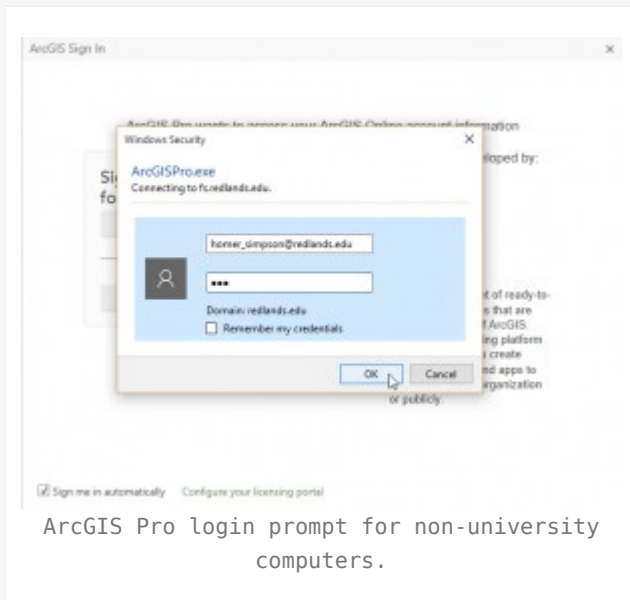 ArcGIS Sign In
ArcGIS Pro wants to access your ArcGIS Online account information
Windows Security
ArcGISPro.exe
Connecting to fs.redlands.edu.
eloped by:
Si
fo
homer_simpson@redlands.edu
•••
Domain: redlands.edu
Remember my credentials
OK
Cancel
t of ready-to-
s that are
f ArcGIS.
ing platform
u create
nd apps to
organization
or publicly.
Sign me in automatically
Configure your licensing portal
ArcGIS Pro login prompt for non-university
computers.